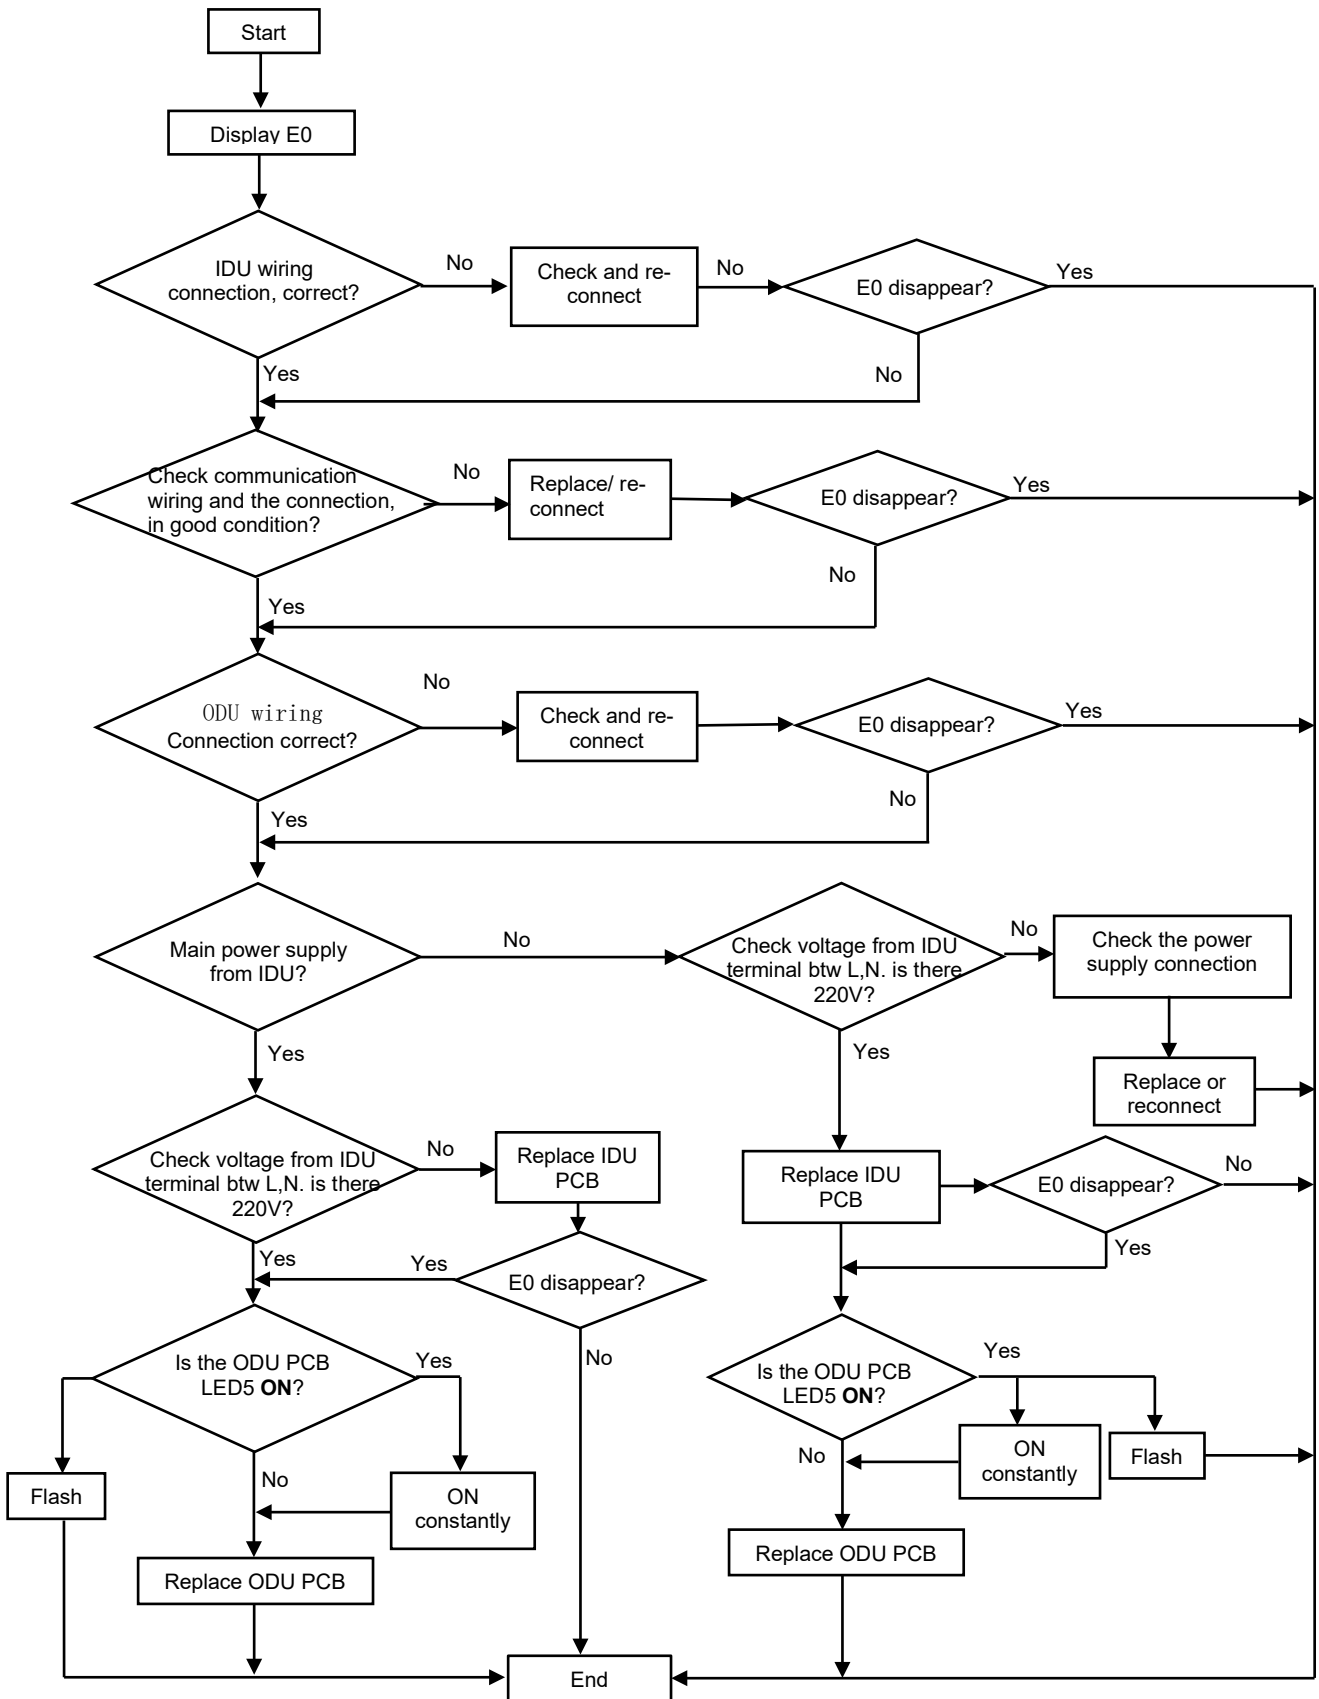 Start
Display E0
IDU wiring
connection, correct?
No
Check and re-
connect
No
E0 disappear?
Yes
No
Yes
Check communication
wiring and the connection,
in good condition?
No
Replace/ re-
connect
E0 disappear?
Yes
No
Yes
ODU wiring
Connection correct?
No
Check and re-
connect
E0 disappear?
Yes
No
Yes
Main power supply
from IDU?
No
Check voltage from IDU
terminal btw L,N. is there
220V?
No
Check the power
supply connection
Yes
Yes
Replace or
reconnect
Check voltage from IDU
terminal btw L,N. is there
220V?
No
Replace IDU
PCB
Replace IDU
PCB
E0 disappear?
No
Yes
Yes
Yes
E0 disappear?
No
Is the ODU PCB
LED5 ON?
Yes
Is the ODU PCB
LED5 ON?
Yes
No
ON
constantly
Flash
Flash
No
ON
constantly
Replace ODU PCB
Replace ODU PCB
End